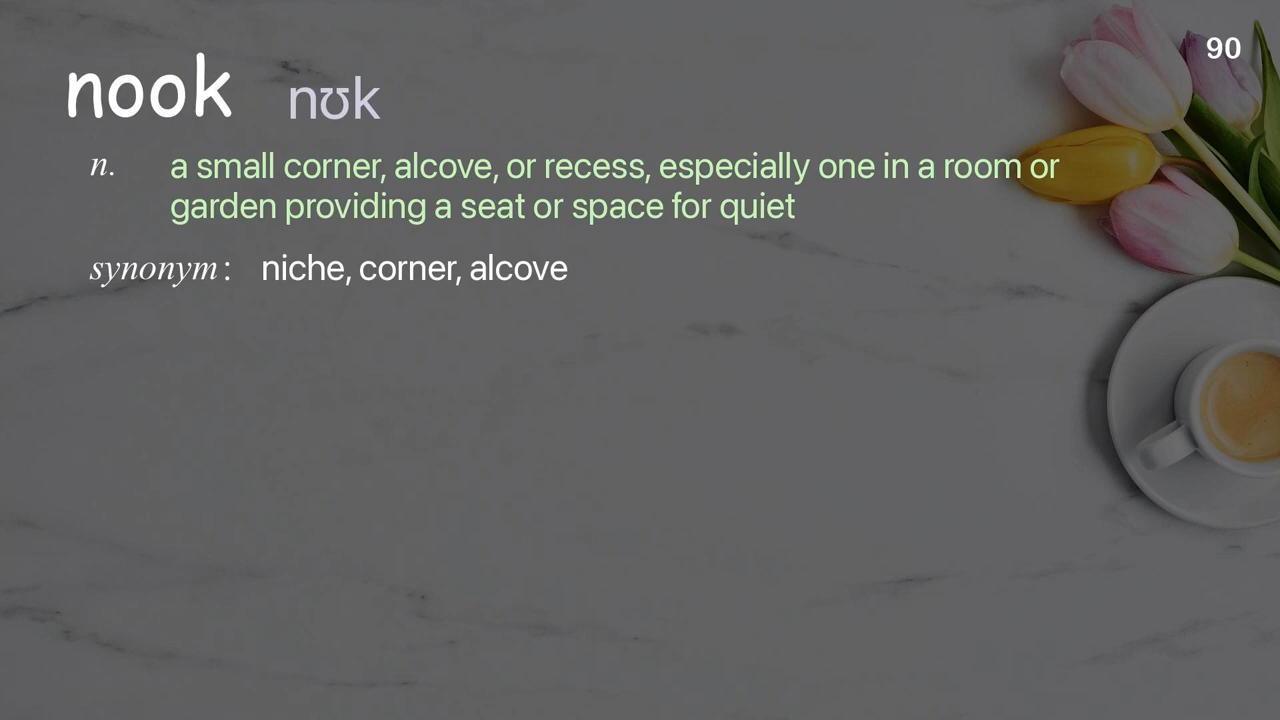 90
nook nʊk
n. a small corner, alcove, or recess, especially one in a room or
garden providing a seat or space for quiet
synonym: niche, corner, alcove